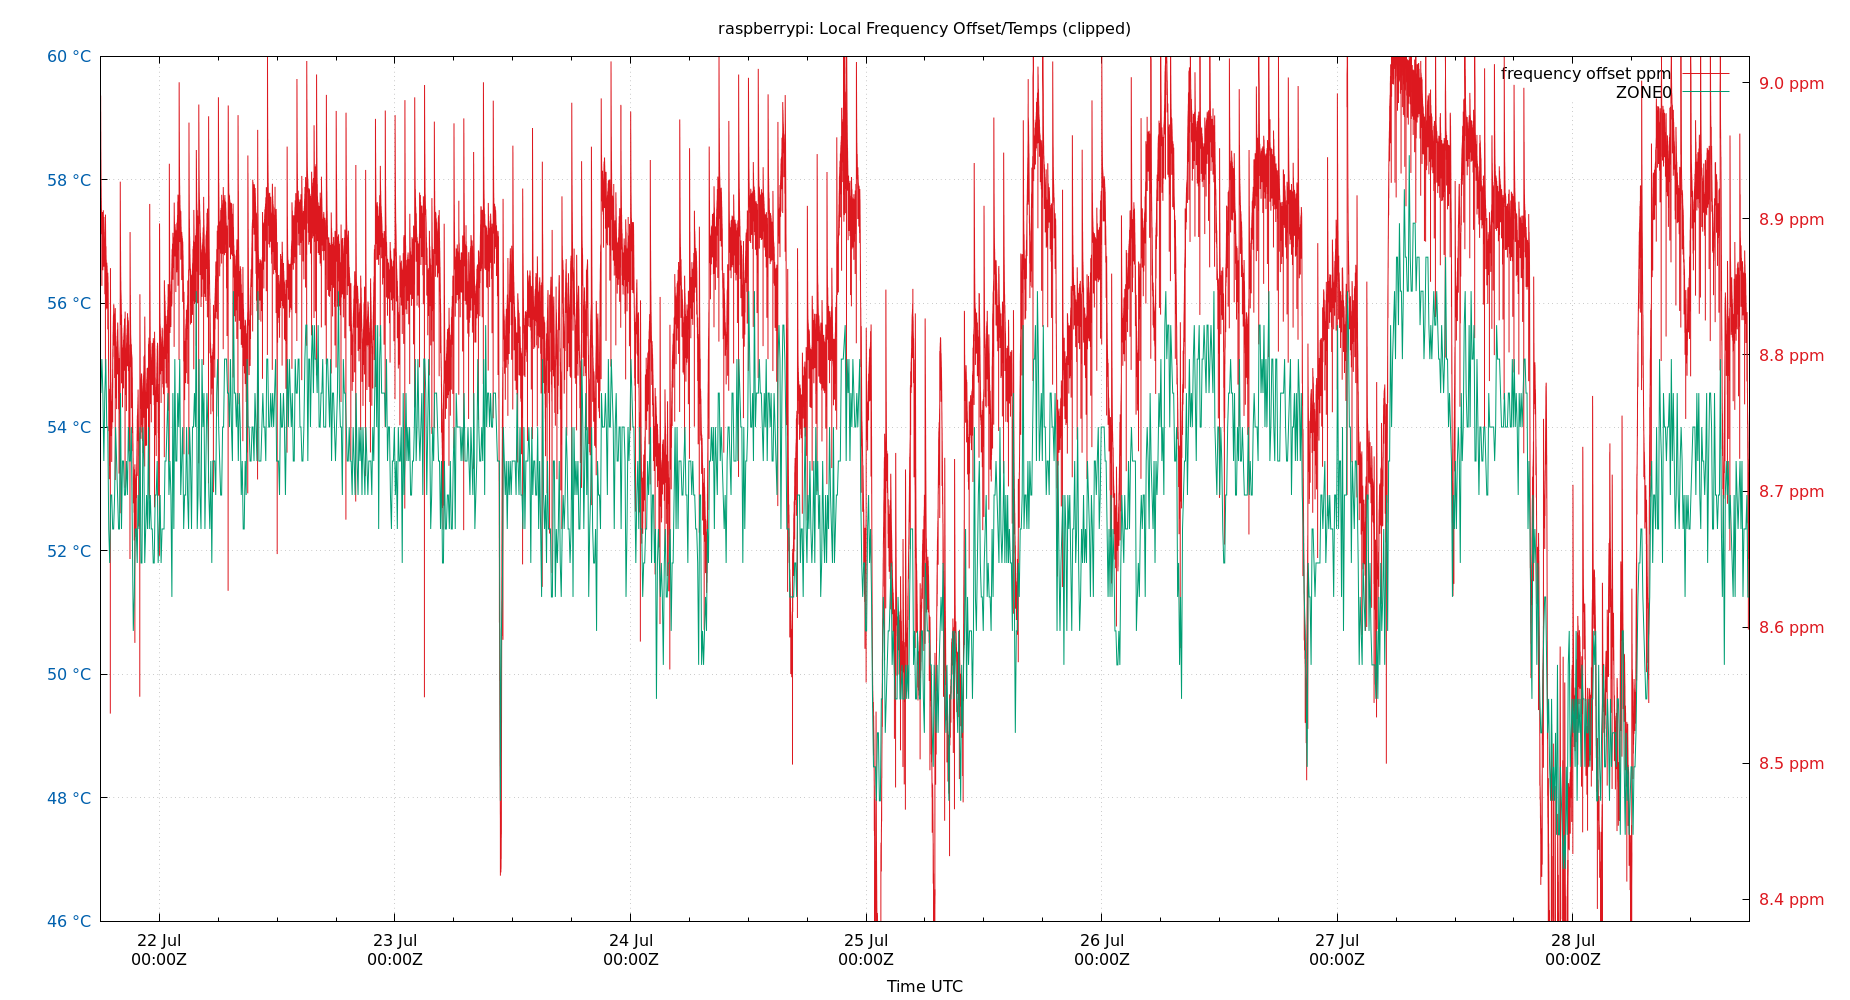 raspberrypi: Local Frequency Offset/Temps (clipped)
60 °C
58 °C
56 °C
54 °C
52 °C
50 °C
48 °C
46 °C
frequency offset ppm
ZONE0
9.0 ppm
8.9 ppm
8.8 ppm
8.7 ppm
8.6 ppm
8.5 ppm
8.4 ppm
22 Jul
00:00Z
23 Jul
00:00Z
24 Jul
00:00Z
25 Jul
00:00Z
26 Jul
00:00Z
27 Jul
00:00Z
28 Jul
00:00Z
Time UTC